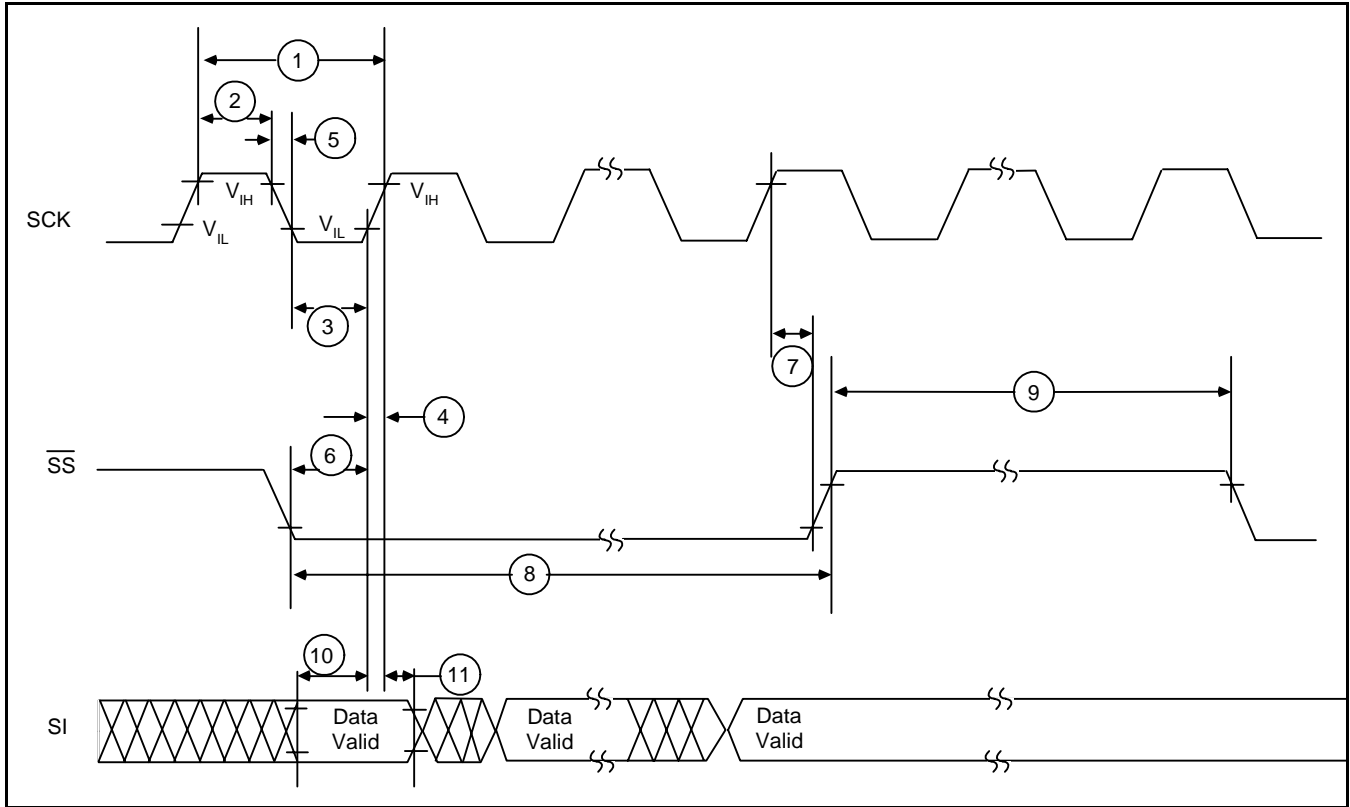 1
2
5
SCK
V_IH
V_IL
V_IL
V_IH
3
7
9
4
SS
6
8
10
11
SI
Data
Valid
Data
Valid
Data
Valid